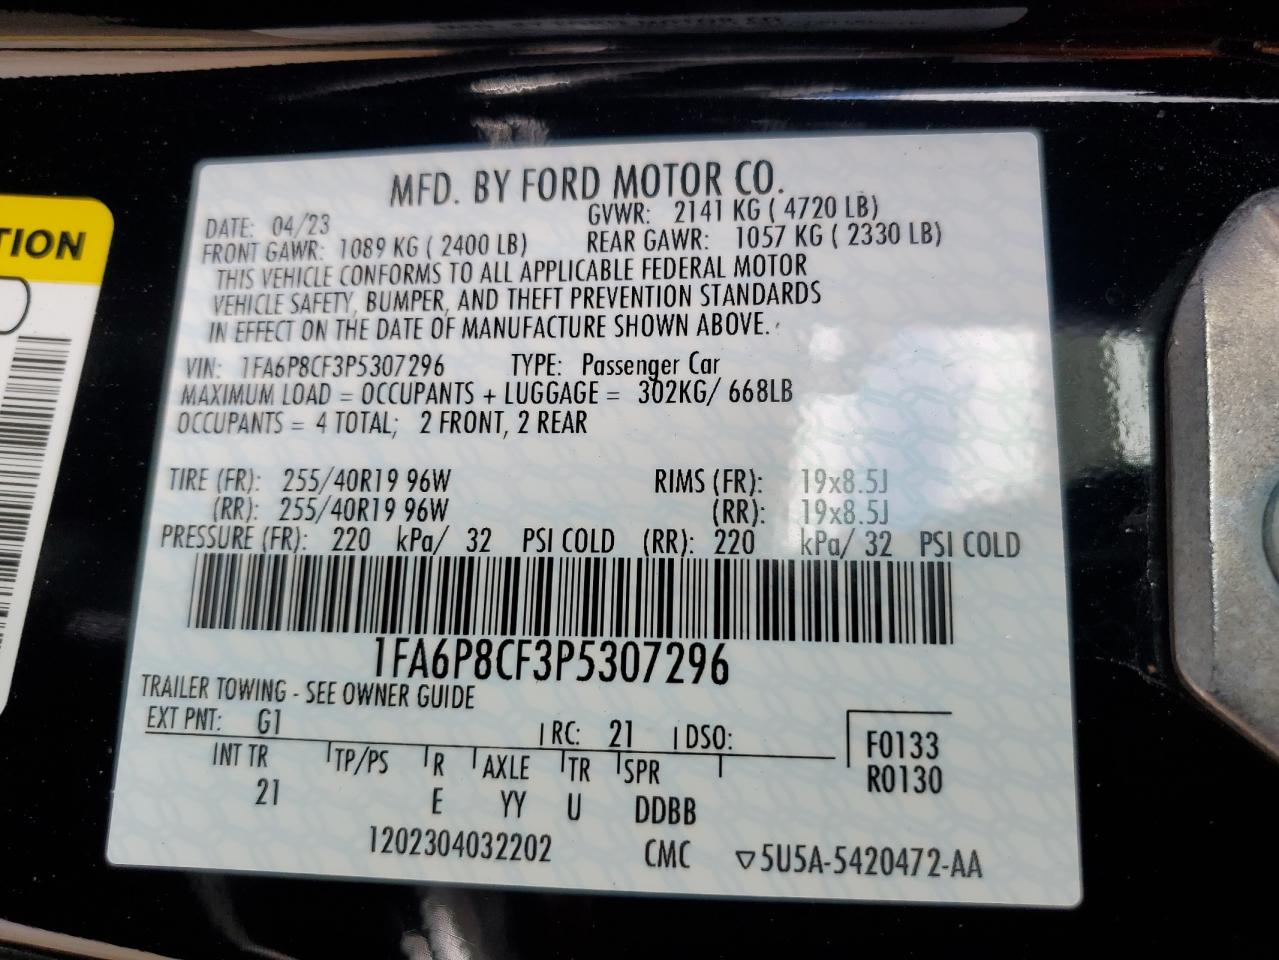 MFD. BY FORD MOTOR CO.
DATE: 04/23 GVWR: 2141 KG ( 4720 LB)
FRONT GAWR: 1089 KG ( 2400 LB) REAR GAWR: 1057 KG ( 2330 LB)
THIS VEHICLE CONFORMS TO ALL APPLICABLE FEDERAL MOTOR
VEHICLE SAFETY, BUMPER, AND THEFT PREVENTION STANDARDS
IN EFFECT ON THE DATE OF MANUFACTURE SHOWN ABOVE.
VIN: 1FA6P8CF3P5307296 TYPE: Passenger Car
MAXIMUM LOAD = OCCUPANTS + LUGGAGE = 302KG/ 668LB
OCCUPANTS = 4 TOTAL; 2 FRONT, 2 REAR
TIRE (FR): 255/40R19 96W RIMS (FR): 19x8.5J
(RR): 255/40R19 96W (RR): 19x8.5J
PRESSURE (FR): 220 kPa/ 32 PSI COLD (RR): 220 kPa/ 32 PSI COLD
1FA6P8CF3P5307296
TRAILER TOWING - SEE OWNER GUIDE
EXT PNT: G1 RC: 21 DSO: F0133
INT TR TP/PS R AXLE TR SPR R0130
21 E YY U DDBB
1202304032202 CMC ▽5U5A-5420472-AA
TION